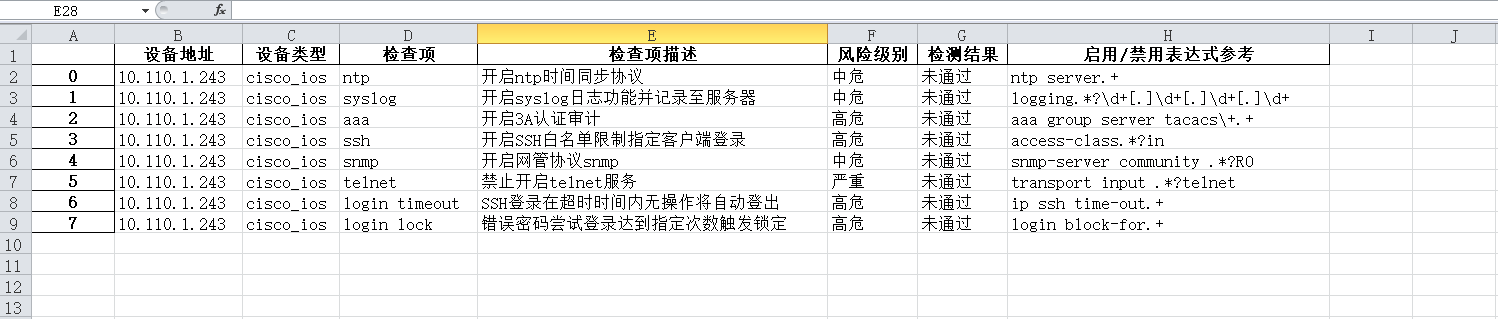 E28 fx
A B C D E F G H I J
1 设备地址 设备类型 检查项 检查项描述 风险级别 检测结果 启用/禁用表达式参考
2 0 10.110.1.243 cisco_ios ntp 开启ntp时间同步协议 中危 未通过 ntp server.+
3 1 10.110.1.243 cisco_ios syslog 开启syslog日志功能并记录至服务器 中危 未通过 logging.*?\d+[.]\d+[.]\d+[.]\d+
4 2 10.110.1.243 cisco_ios aaa 开启3A认证审计 高危 未通过 aaa group server tacacs\+.+
5 3 10.110.1.243 cisco_ios ssh 开启SSH白名单限制指定客户端登录 高危 未通过 access-class.*?in
6 4 10.110.1.243 cisco_ios snmp 开启网管协议snmp 中危 未通过 snmp-server community .*?RO
7 5 10.110.1.243 cisco_ios telnet 禁止开启telnet服务 严重 未通过 transport input .*?telnet
8 6 10.110.1.243 cisco_ios login timeout SSH登录在超时时间内无操作将自动登出 高危 未通过 ip ssh time-out.+
9 7 10.110.1.243 cisco_ios login lock 错误密码尝试登录达到指定次数触发锁定 高危 未通过 login block-for.+
10
11
12
13